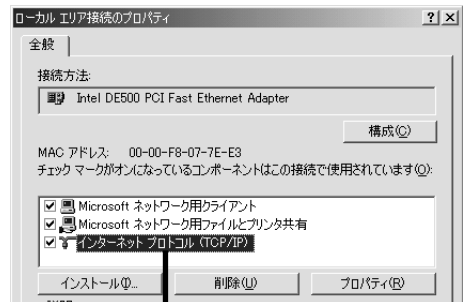 ローカル エリア接続のプロパティ
? ×
全般
接続方法:
Intel DE500 PCI Fast Ethernet Adapter
構成(C)
MAC アドレス: 00-00-F8-07-7E-E3
チェック マークがオンになっているコンポーネントはこの接続で使用されています(O):
Microsoft ネットワーク用クライアント
Microsoft ネットワーク用ファイルとプリンタ共有
インターネット プロトコル (TCP/IP)
インストール(I)... 削除(U) プロパティ(R)